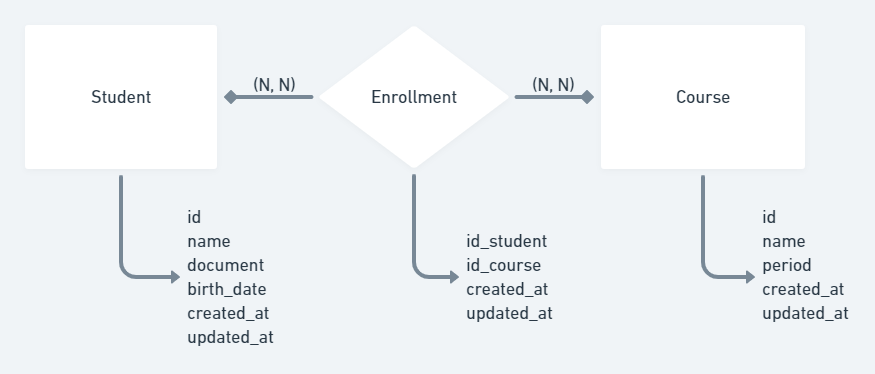 Student
(N, N)
Enrollment
(N, N)
Course
id
name
document
birth_date
created_at
updated_at
id_student
id_course
created_at
updated_at
id
name
period
created_at
updated_at